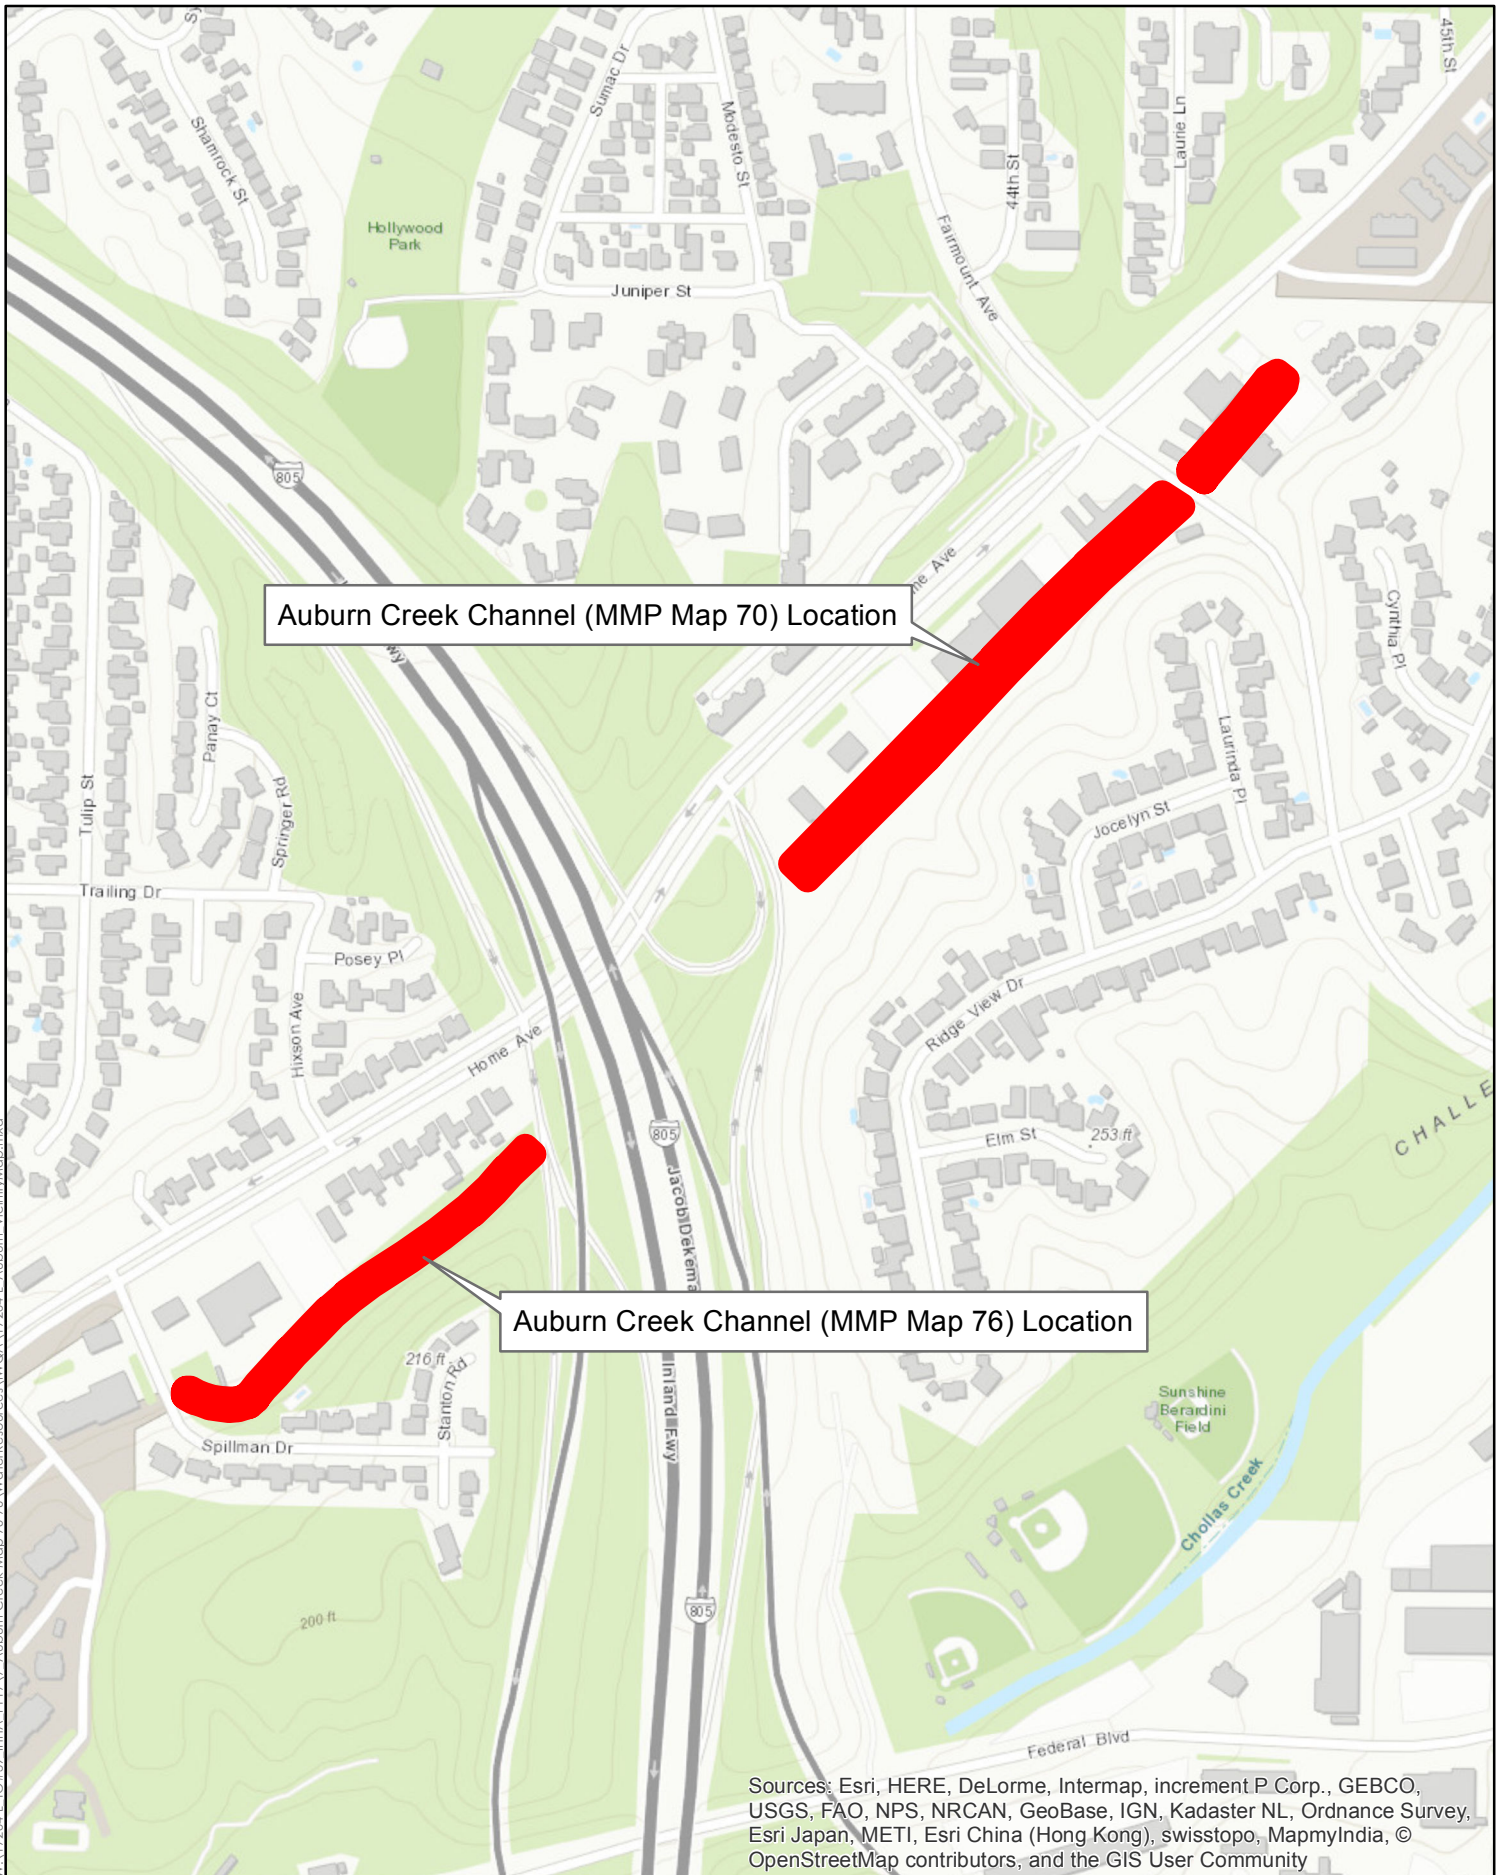 45th St
Sumac Dr
Modesto St
Laurie Ln
Shamrock St
44th St
Hollywood
Park
Fairmount Ave
Juniper St
805
me Ave
Auburn Creek Channel (MMP Map 70) Location
wy
Cynthia Pl
Panay Ct
Laurinda Pl
Tulip St
Springer Rd
Jocelyn St
Trailing Dr
Posey Pl
Ridge View Dr
Hixson Ave
Home Ave
805
Elm St
253 ft
CHALLE
Jacob Dekema
Auburn Creek Channel (MMP Map 76) Location
216 ft
Stanton Rd
Inland Fwy
Sunshine
Berardini
Field
Spillman Dr
Chollas Creek
200 ft
805
Federal Blvd
Sources: Esri, HERE, DeLorme, Intermap, increment P Corp., GEBCO,
USGS, FAO, NPS, NRCAN, GeoBase, IGN, Kadaster NL, Ordnance Survey,
Esri Japan, METI, Esri China (Hong Kong), swisstopo, MapmyIndia, ©
OpenStreetMap contributors, and the GIS User Community